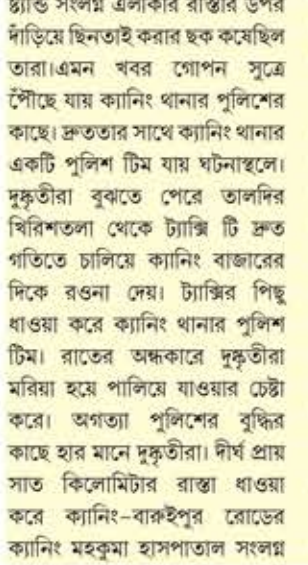 স্ট্যান্ড সংলগ্ন এলাকার রাস্তার উপর
দাঁড়িয়ে ছিনতাই করার ছক কষেছিল
তারা।এমন খবর গোপন সুত্রে
পৌঁছে যায় ক্যানিং থানার পুলিশের
কাছে। দ্রুততার সাথে ক্যানিং থানার
একটি পুলিশ টিম যায় ঘটনাস্থলে।
দুষ্কৃতীরা বুঝতে পেরে তালদির
খিরিশতলা থেকে ট্যাক্সি টি দ্রুত
গতিতে চালিয়ে ক্যানিং বাজারের
দিকে রওনা দেয়। ট্যাক্সির পিছু
ধাওয়া করে ক্যানিং থানার পুলিশ
টিম। রাতের অন্ধকারে দুষ্কৃতীরা
মরিয়া হয়ে পালিয়ে যাওয়ার চেষ্টা
করে। অগত্যা পুলিশের বুদ্ধির
কাছে হার মানে দুষ্কৃতীরা। দীর্ঘ প্রায়
সাত কিলোমিটার রাস্তা ধাওয়া
করে ক্যানিং-বারুইপুর রোডের
ক্যানিং মহকুমা হাসপাতাল সংলগ্ন